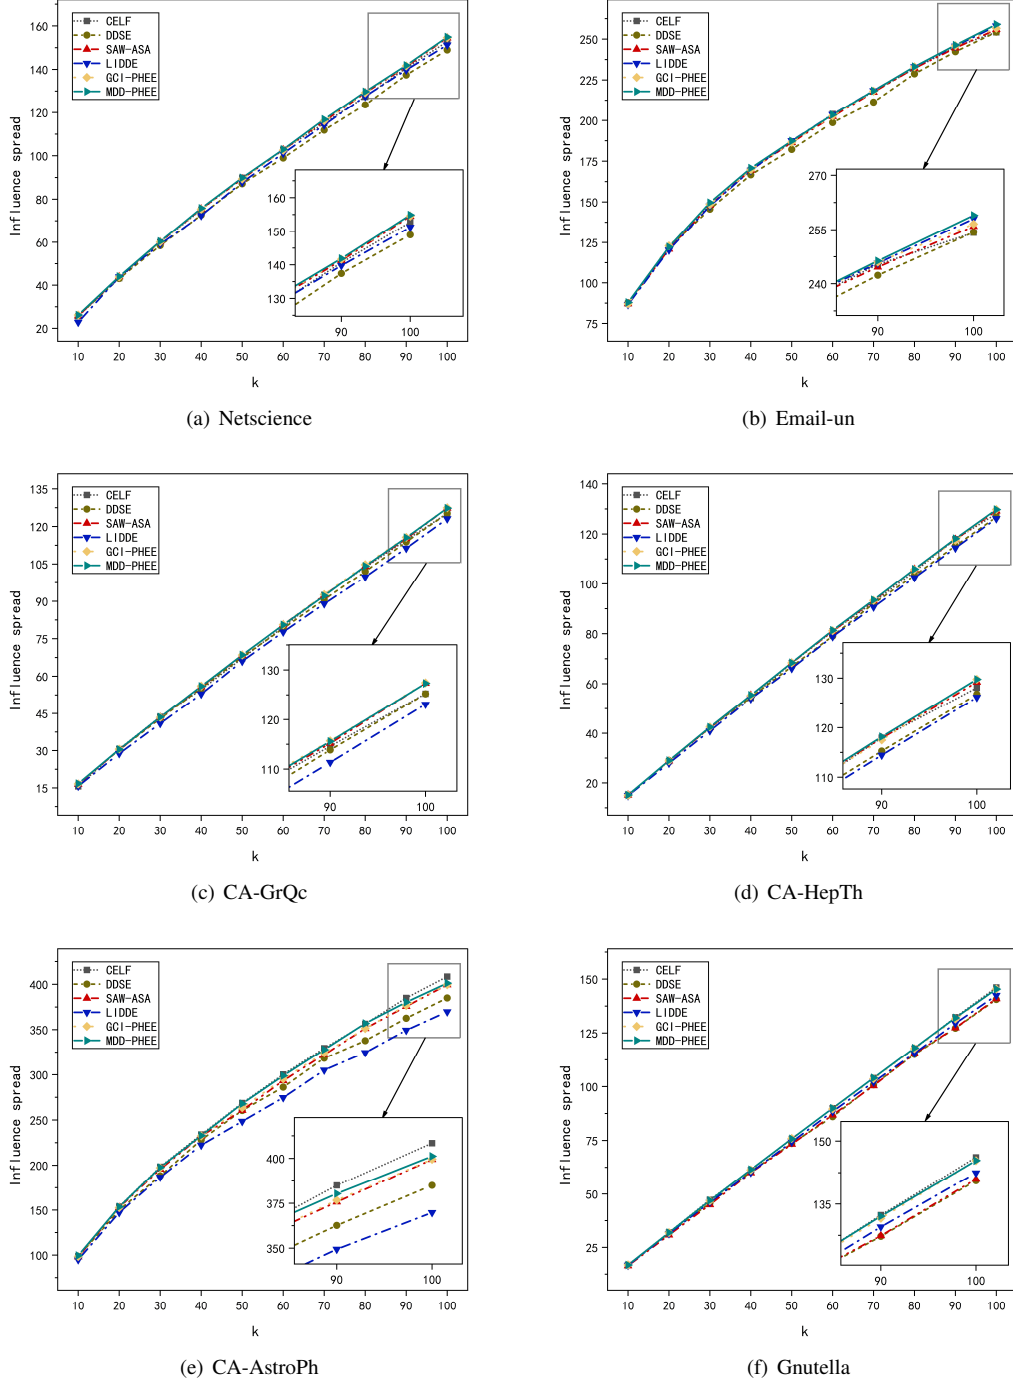 160
140
120
100
80
60
40
20
Influence spread
CELF
DDSE
SAW-ASA
LIDDE
GCI-PHEE
MDD-PHEE
160
150
140
130
90 100
10 20 30 40 50 60 70 80 90 100
k
(a) Netscience
250
225
200
175
150
125
100
75
Influence spread
CELF
DDSE
SAW-ASA
LIDDE
GCI-PHEE
MDD-PHEE
270
255
240
90 100
10 20 30 40 50 60 70 80 90 100
k
(b) Email-un
135
120
105
90
75
60
45
30
15
Influence spread
CELF
DDSE
SAW-ASA
LIDDE
GCI-PHEE
MDD-PHEE
130
120
110
90 100
10 20 30 40 50 60 70 80 90 100
k
(c) CA-GrQc
140
120
100
80
60
40
20
Influence spread
CELF
DDSE
SAW-ASA
LIDDE
GCI-PHEE
MDD-PHEE
130
120
110
90 100
10 20 30 40 50 60 70 80 90 100
k
(d) CA-HepTh
400
350
300
250
200
150
100
Influence spread
CELF
DDSE
SAW-ASA
LIDDE
GCI-PHEE
MDD-PHEE
400
375
350
90 100
10 20 30 40 50 60 70 80 90 100
k
(e) CA-AstroPh
150
125
100
75
50
25
Influence spread
CELF
DDSE
SAW-ASA
LIDDE
GCI-PHEE
MDD-PHEE
150
135
90 100
10 20 30 40 50 60 70 80 90 100
k
(f) Gnutella